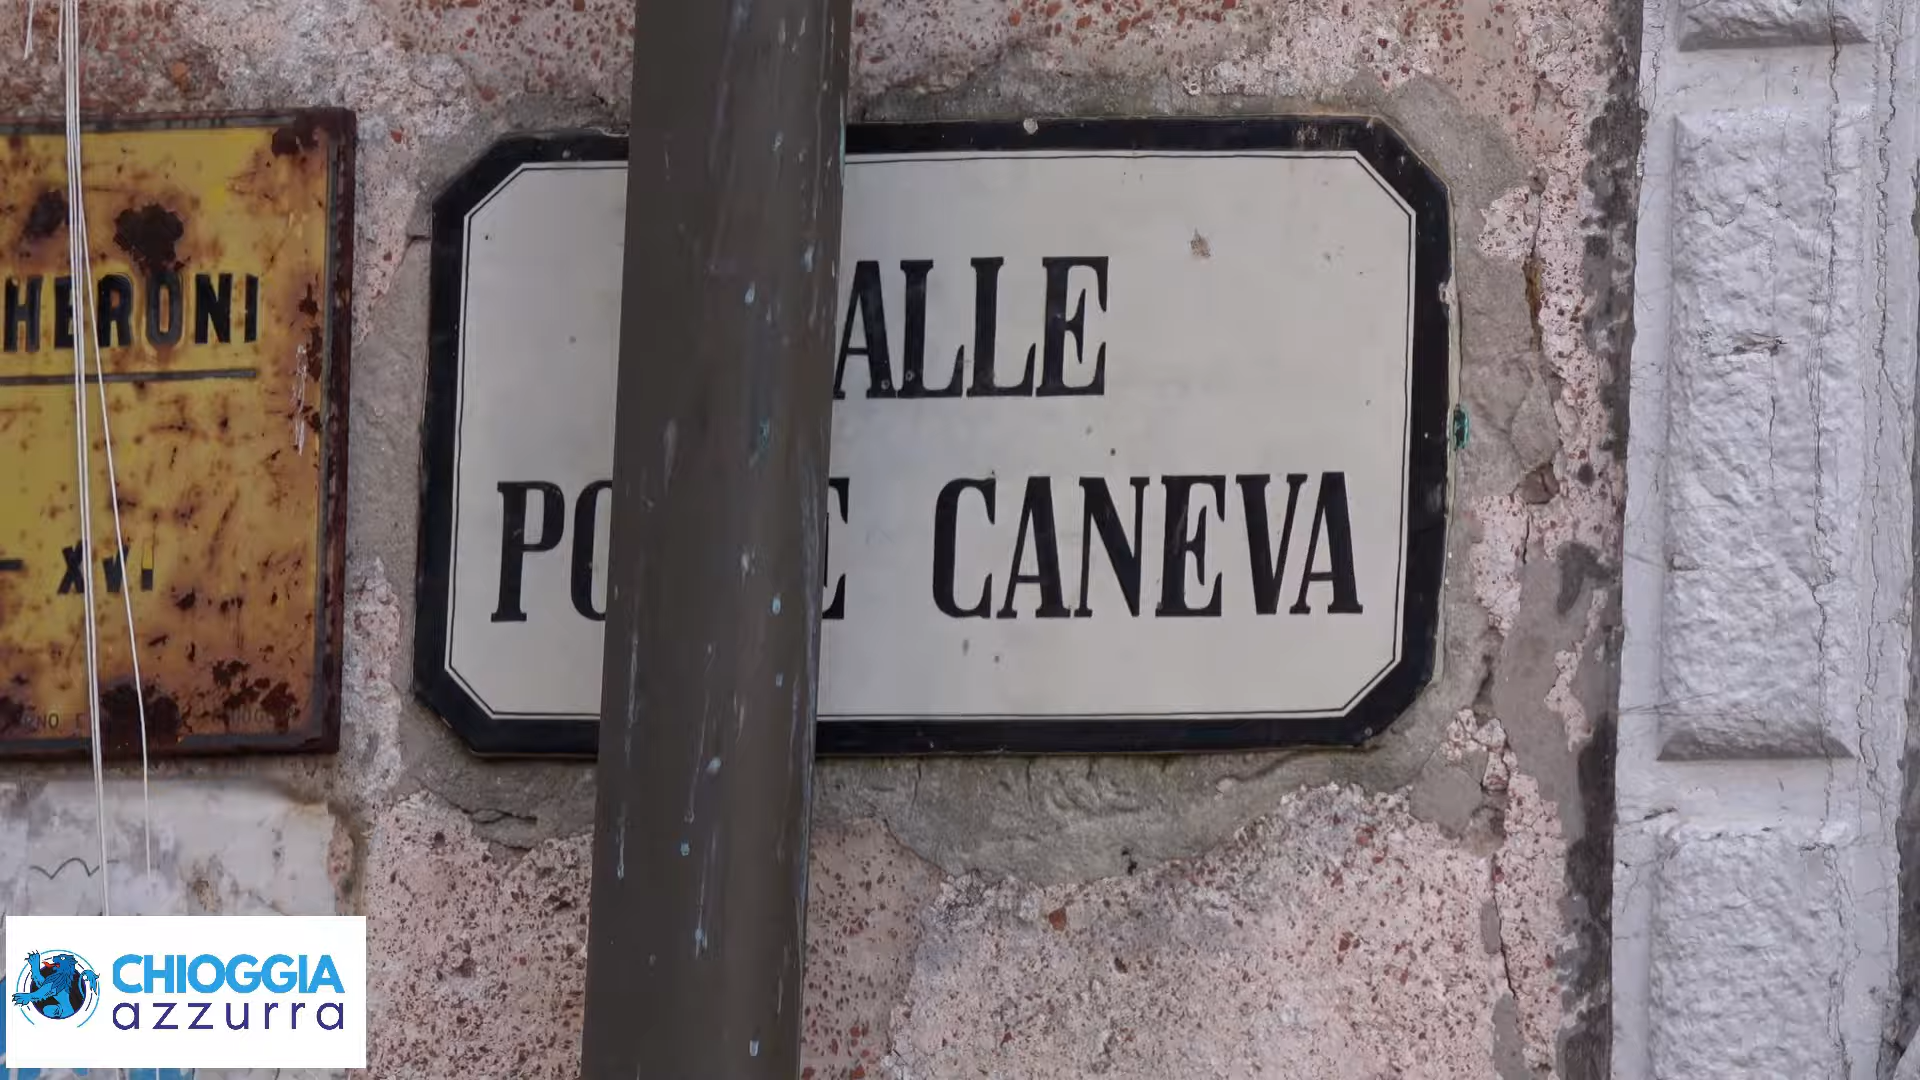 HERONI
- XVI
ALLE
PO E CANEVA
CHIOGGIA
azzurra